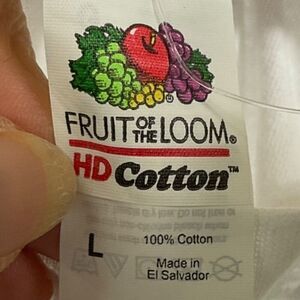 FRUIT OF THE LOOM®
HD Cotton™
L
100% Cotton
Made in
El Salvador